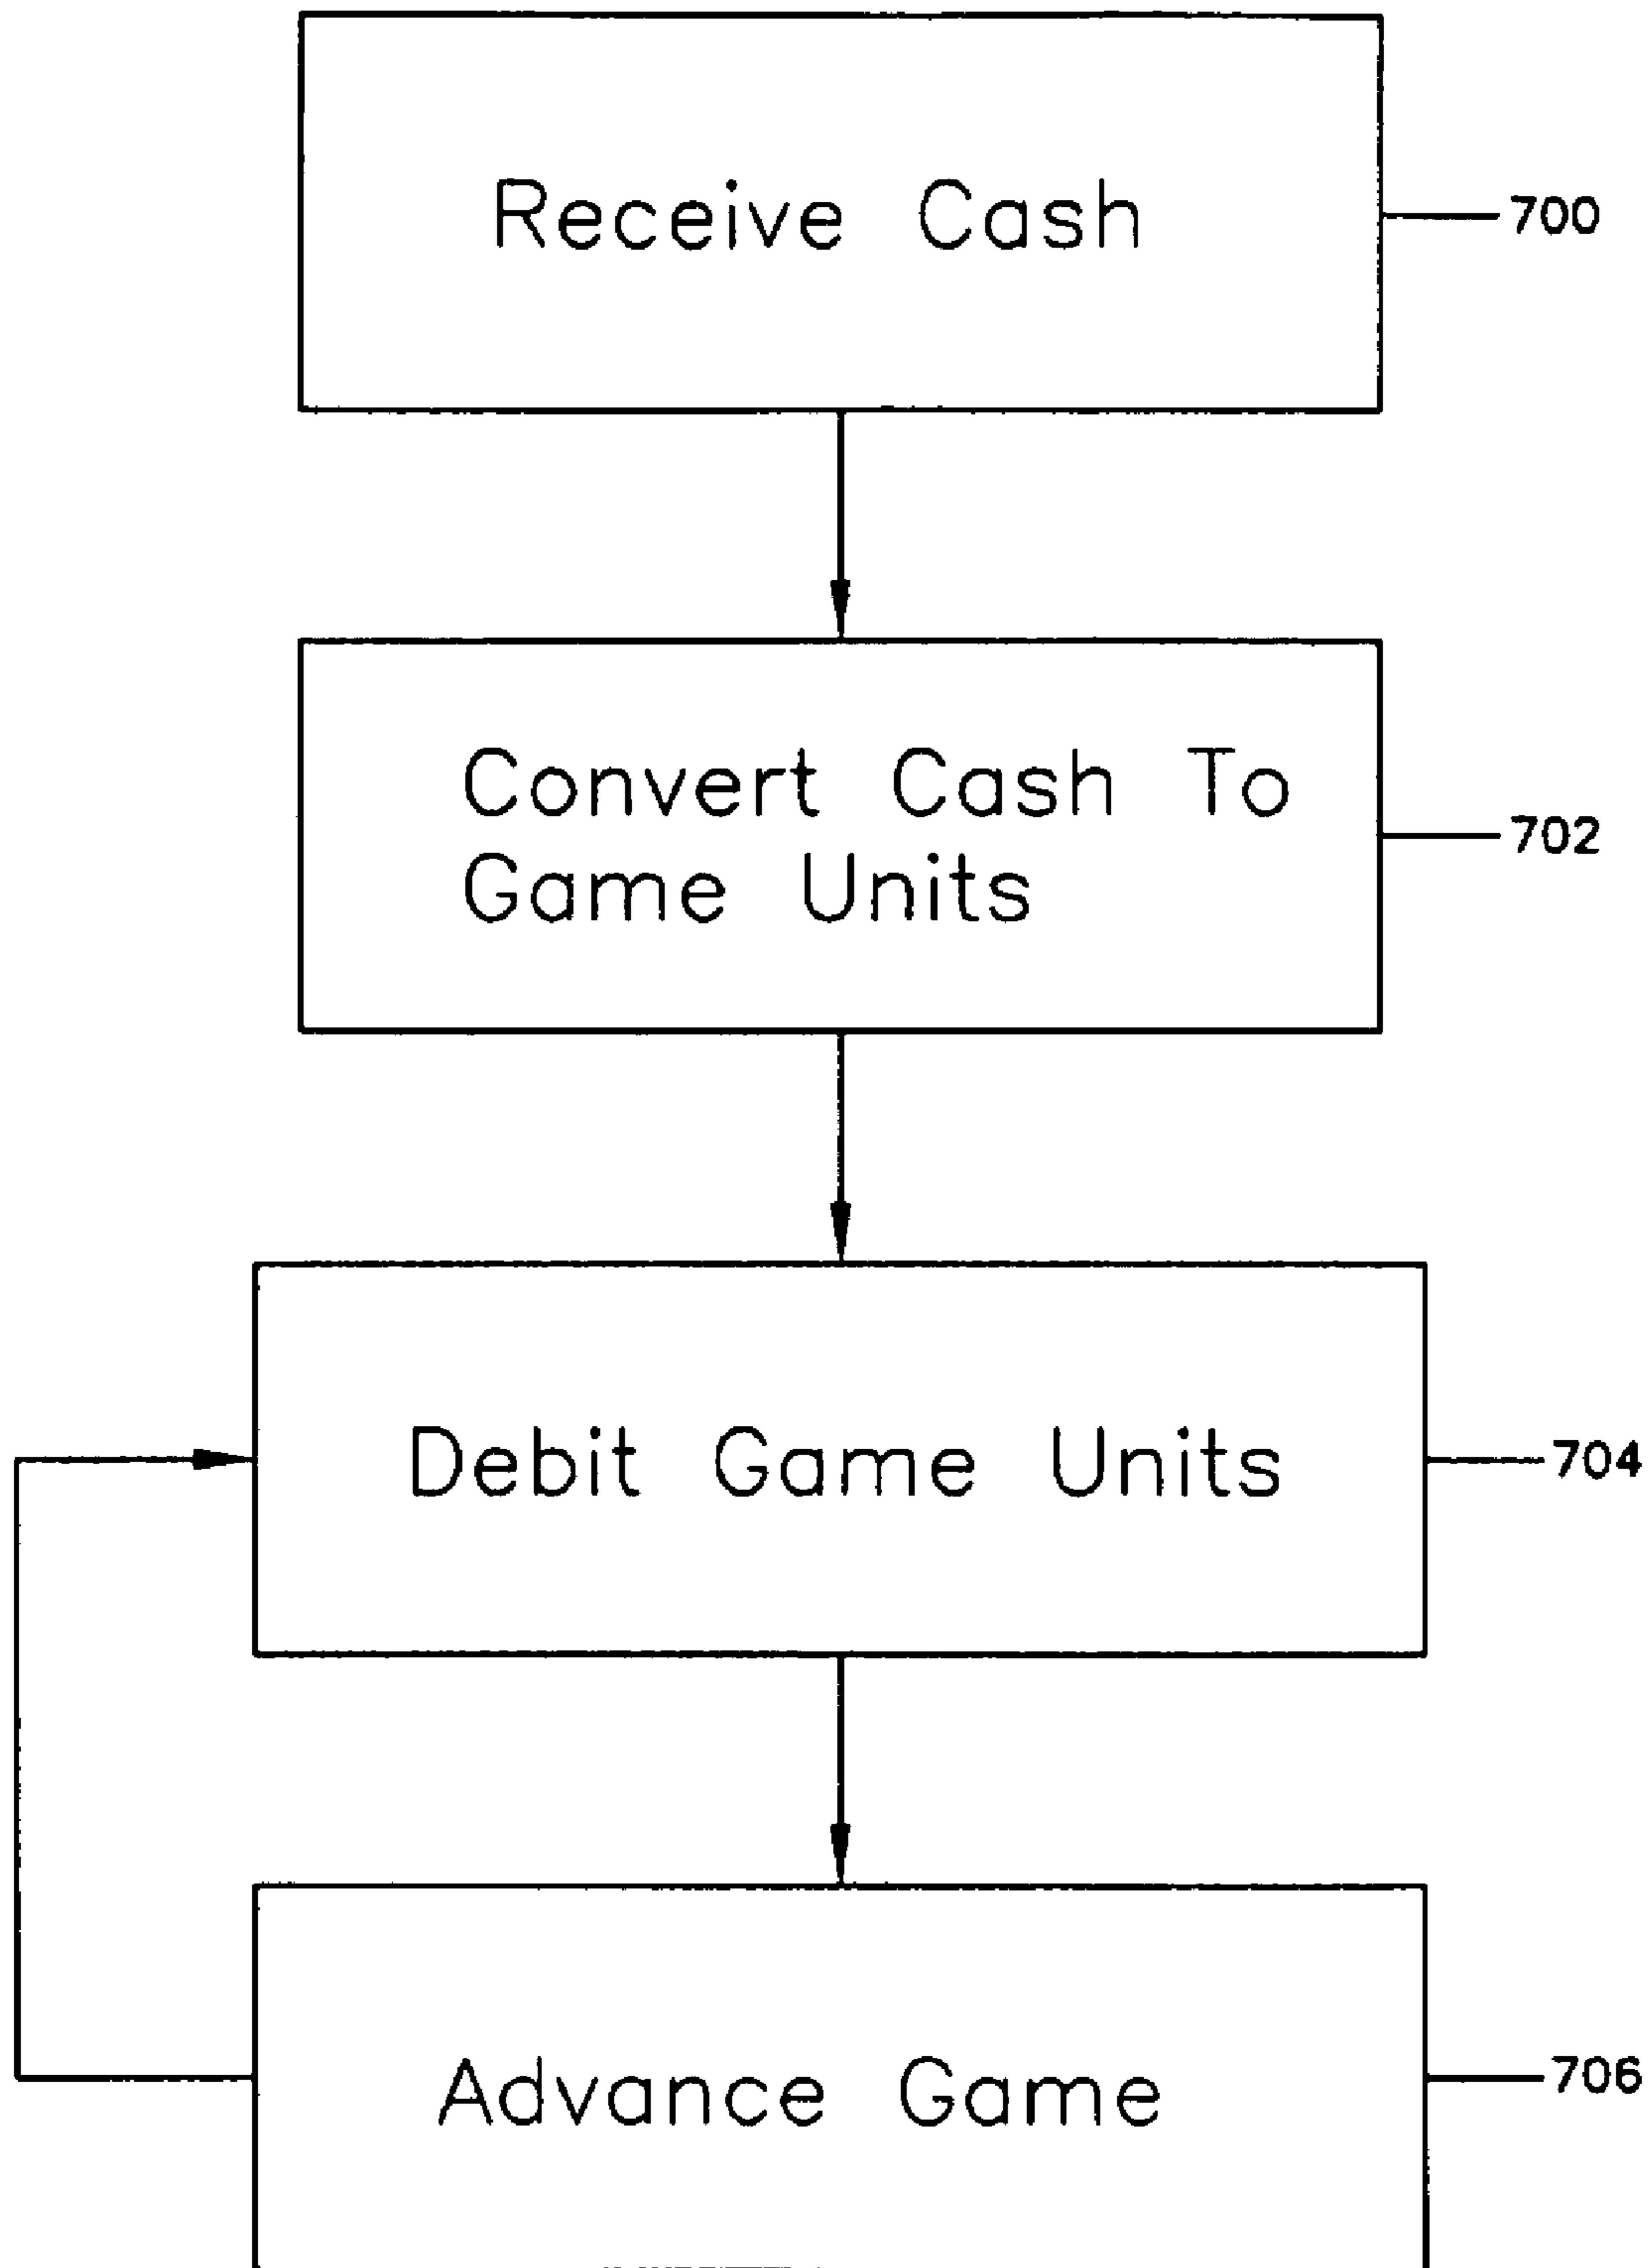 Receive Cash
700
Convert Cash To
Game Units
702
Debit Game Units
704
Advance Game
706